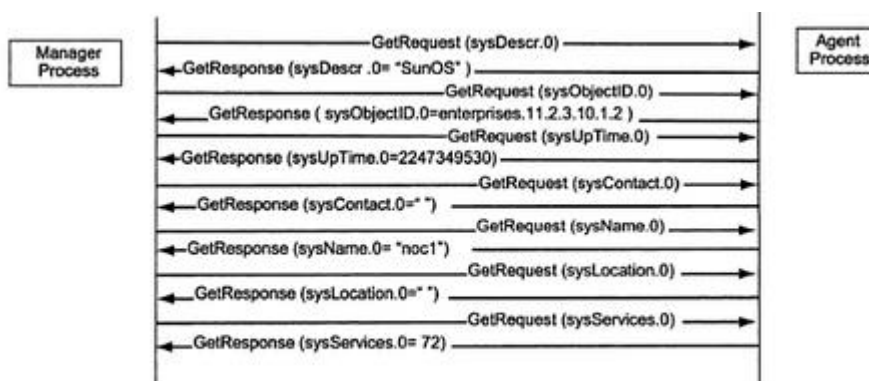 GetRequest (sysDescr.0)
Manager
Process
Agent
Process
GetResponse (sysDescr .0= "SunOS" )
GetRequest (sysObjectID.0)
GetResponse ( sysObjectID.0=enterprises.11.2.3.10.1.2 )
GetRequest (sysUpTime.0)
GetResponse (sysUpTime.0=2247349530)
GetRequest (sysContact.0)
GetResponse (sysContact.0=" ")
GetRequest (sysName.0)
GetResponse (sysName.0= "noc1")
GetRequest (sysLocation.0)
GetResponse (sysLocation.0=" ")
GetRequest (sysServices.0)
GetResponse (sysServices.0= 72)